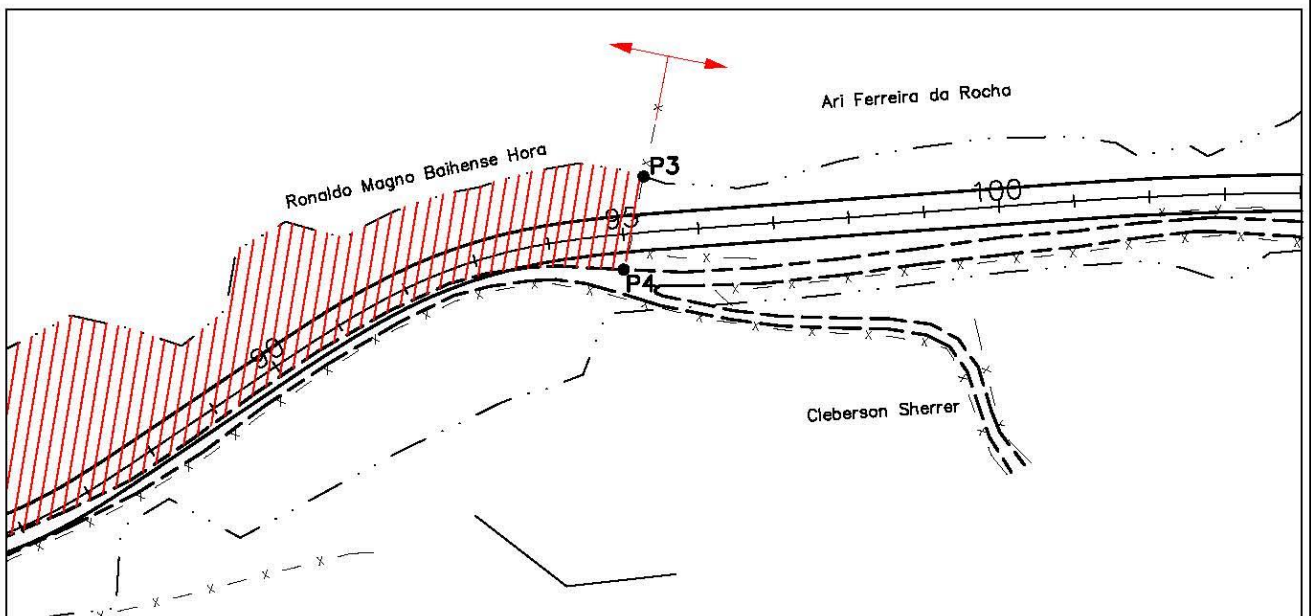 Ari Ferreira da Rocha
Ronaldo Magno Baihense Hora
P3
100
95
P4
90
Cleberson Sherrer